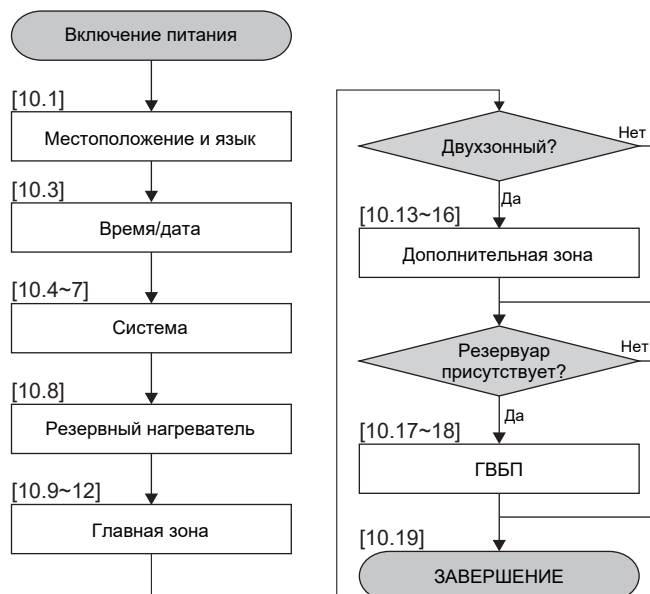 Включение питания
[10.1]
Местоположение и язык
[10.3]
Время/дата
[10.4~7]
Система
[10.8]
Резервный нагреватель
[10.9~12]
Главная зона
Двухзонный?
Нет
Да
[10.13~16]
Дополнительная зона
Резервуар
присутствует?
Нет
Да
[10.17~18]
ГВБП
[10.19]
ЗАВЕРШЕНИЕ